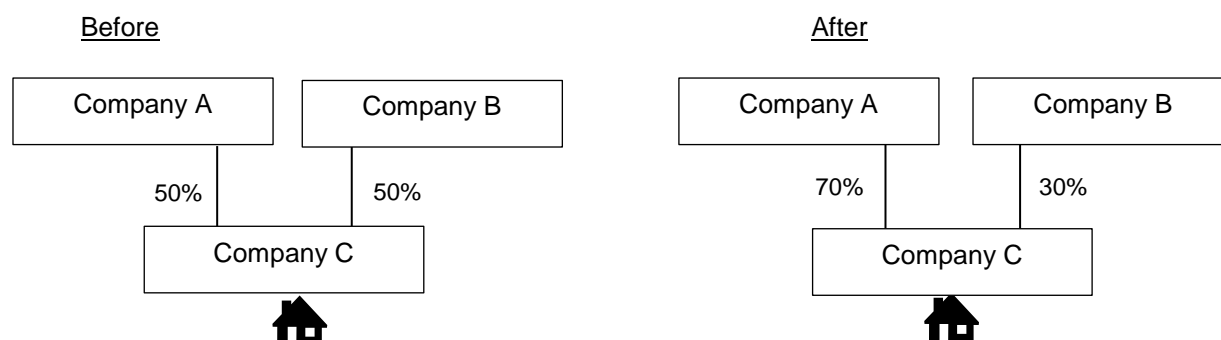 Before
Company A
Company B
50%
50%
Company C
After
Company A
Company B
70%
30%
Company C